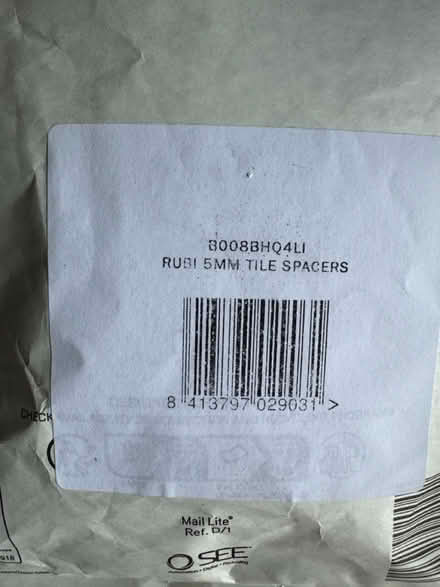 B008BHQ4LI
RUBI 5MM TILE SPACERS
8 413797 029031 >
CHECK
Mail Lite®
Ref. D/1
SEE